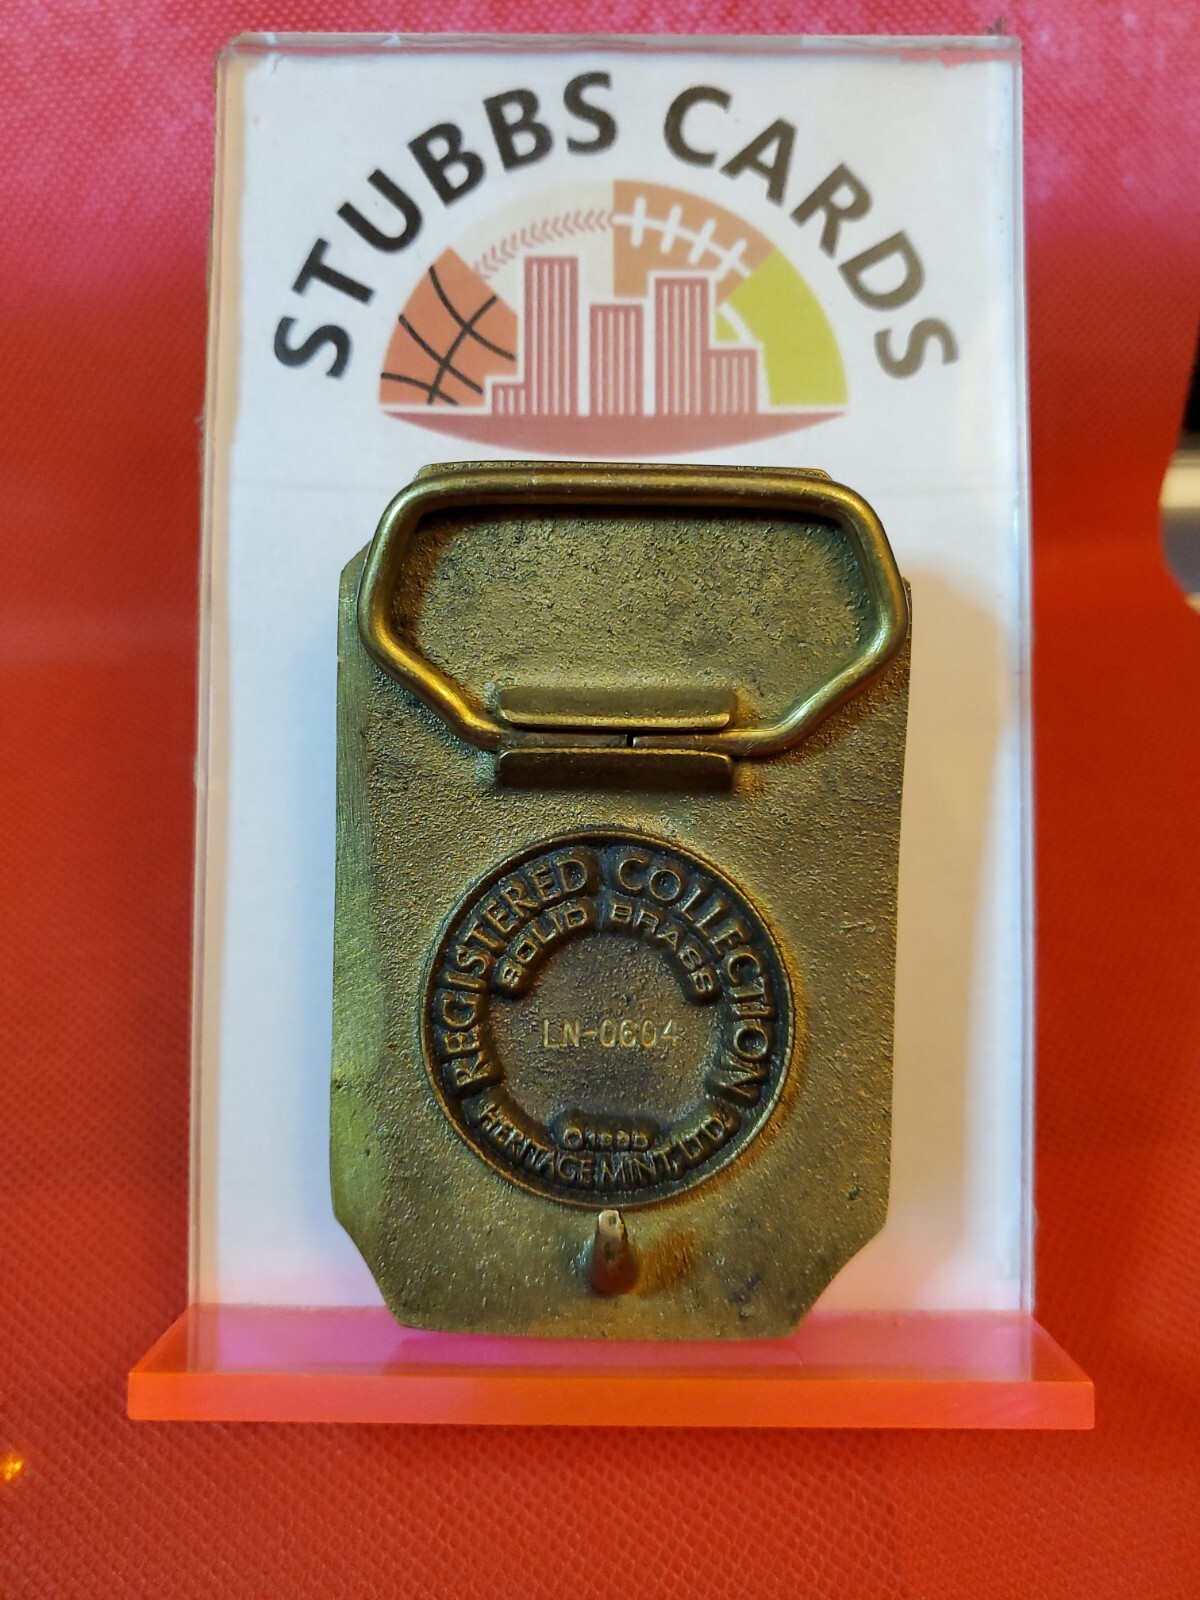 STUBBS CARDS
REGISTERED COLLECTION
SOLID BRASS
LN-0604
HERITAGE MINT, LTD.